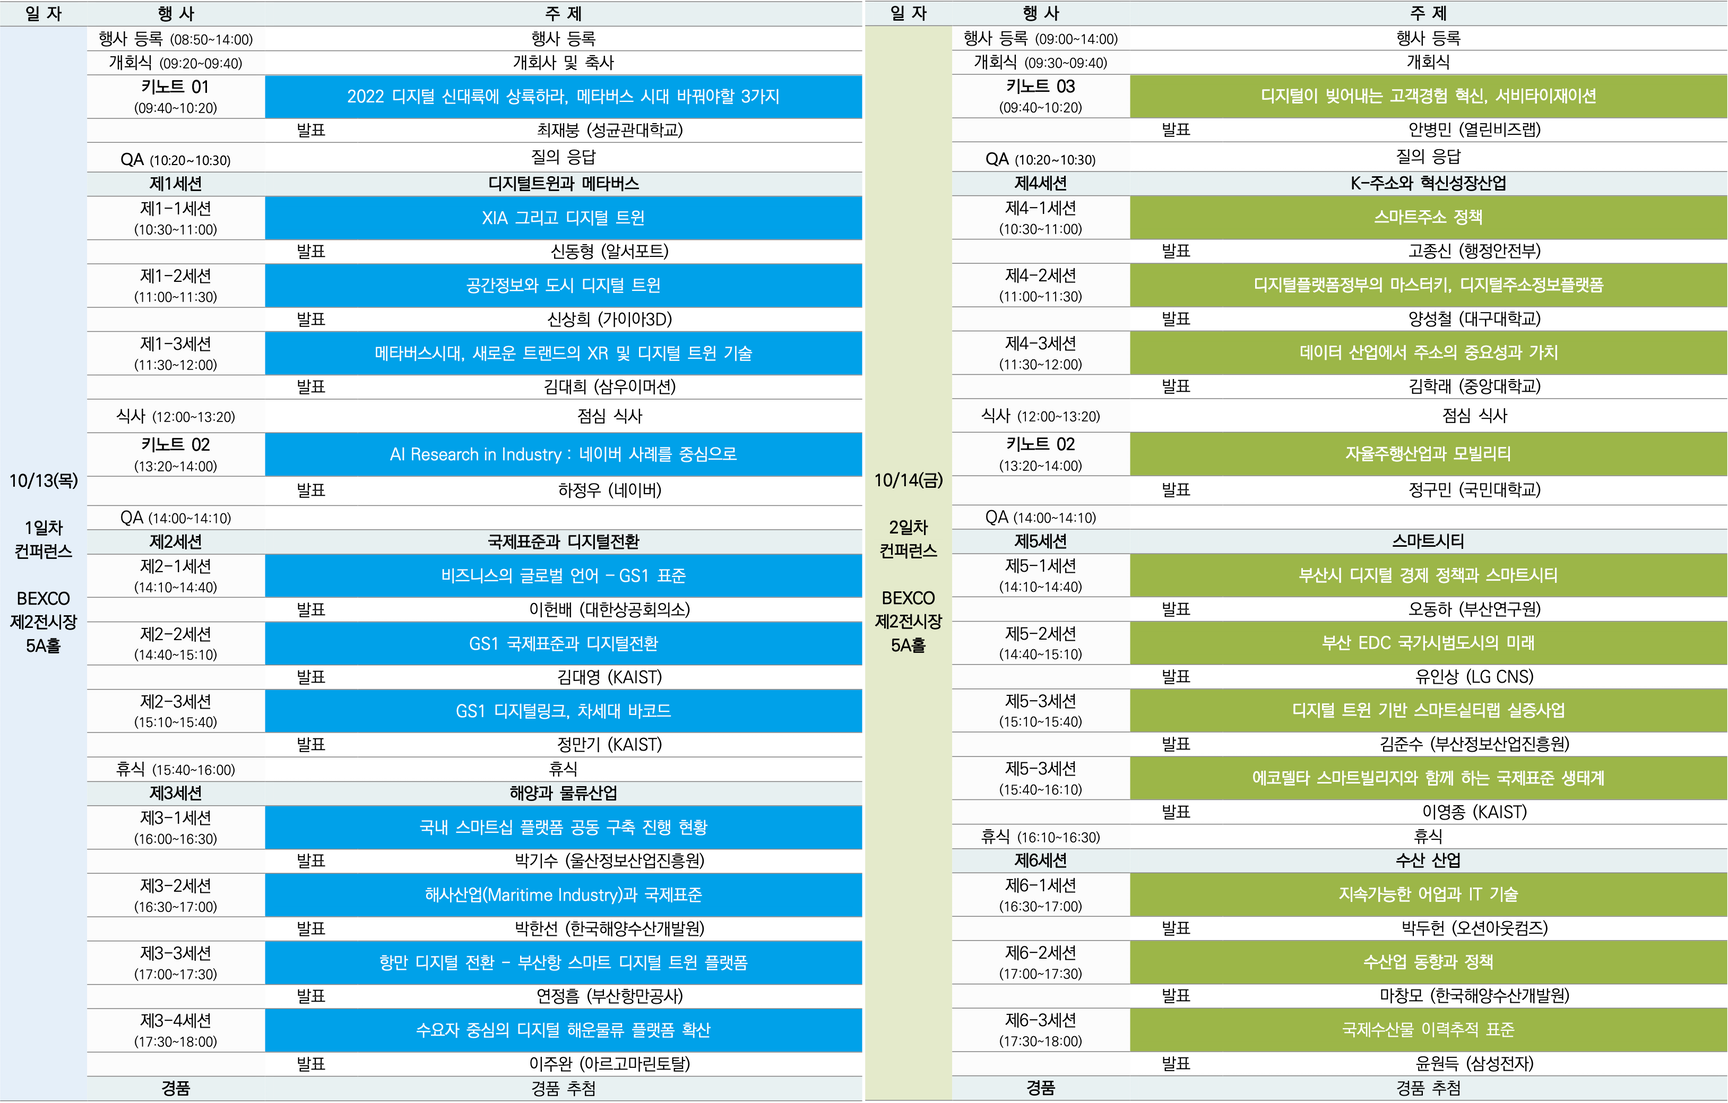 일 자 행 사 주 제
행사 등록 (08:50~14:00) 행사 등록
개회식 (09:20~09:40) 개회사 및 축사
키노트 01
(09:40~10:20)
2022 디지털 신대륙에 상륙하라, 메타버스 시대 바꿔야할 3가지
발표 최재붕 (성균관대학교)
QA (10:20~10:30) 질의 응답
제1세션 디지털트윈과 메타버스
제1-1세션
(10:30~11:00)
XIA 그리고 디지털 트윈
발표 신동형 (알서포트)
제1-2세션
(11:00~11:30)
공간정보와 도시 디지털 트윈
발표 신상희 (가이아3D)
제1-3세션
(11:30~12:00)
메타버스시대, 새로운 트랜드의 XR 및 디지털 트윈 기술
발표 김대희 (삼우이머션)
식사 (12:00~13:20) 점심 식사
키노트 02
(13:20~14:00)
AI Research in Industry : 네이버 사례를 중심으로
발표 하정우 (네이버)
QA (14:00~14:10)
제2세션 국제표준과 디지털전환
제2-1세션
(14:10~14:40)
비즈니스의 글로벌 언어 - GS1 표준
발표 이헌배 (대한상공회의소)
제2-2세션
(14:40~15:10)
GS1 국제표준과 디지털전환
발표 김대영 (KAIST)
제2-3세션
(15:10~15:40)
GS1 디지털링크, 차세대 바코드
발표 정만기 (KAIST)
휴식 (15:40~16:00) 휴식
제3세션 해양과 물류산업
제3-1세션
(16:00~16:30)
국내 스마트십 플랫폼 공동 구축 진행 현황
발표 박기수 (울산정보산업진흥원)
제3-2세션
(16:30~17:00)
해사산업(Maritime Industry)과 국제표준
발표 박한선 (한국해양수산개발원)
제3-3세션
(17:00~17:30)
항만 디지털 전환 - 부산항 스마트 디지털 트윈 플랫폼
발표 연정흠 (부산항만공사)
제3-4세션
(17:30~18:00)
수요자 중심의 디지털 해운물류 플랫폼 확산
발표 이주완 (아르고마린토탈)
경품 경품 추첨
10/13(목)
1일차
컨퍼런스
BEXCO
제2전시장
5A홀
일 자 행 사 주 제
행사 등록 (09:00~14:00) 행사 등록
개회식 (09:30~09:40) 개회식
키노트 03
(09:40~10:20)
디지털이 빚어내는 고객경험 혁신, 서비타이재이션
발표 안병민 (열린비즈랩)
QA (10:20~10:30) 질의 응답
제4세션 K-주소와 혁신성장산업
제4-1세션
(10:30~11:00)
스마트주소 정책
발표 고종신 (행정안전부)
제4-2세션
(11:00~11:30)
디지털플랫폼정부의 마스터키, 디지털주소정보플랫폼
발표 양성철 (대구대학교)
제4-3세션
(11:30~12:00)
데이터 산업에서 주소의 중요성과 가치
발표 김학래 (중앙대학교)
식사 (12:00~13:20) 점심 식사
키노트 02
(13:20~14:00)
자율주행산업과 모빌리티
발표 정구민 (국민대학교)
QA (14:00~14:10)
제5세션 스마트시티
제5-1세션
(14:10~14:40)
부산시 디지털 경제 정책과 스마트시티
발표 오동하 (부산연구원)
제5-2세션
(14:40~15:10)
부산 EDC 국가시범도시의 미래
발표 유인상 (LG CNS)
제5-3세션
(15:10~15:40)
디지털 트윈 기반 스마트싵티랩 실증사업
발표 김준수 (부산정보산업진흥원)
제5-3세션
(15:40~16:10)
에코델타 스마트빌리지와 함께 하는 국제표준 생태계
발표 이영종 (KAIST)
휴식 (16:10~16:30) 휴식
제6세션 수산 산업
제6-1세션
(16:30~17:00)
지속가능한 어업과 IT 기술
발표 박두헌 (오션아웃컴즈)
제6-2세션
(17:00~17:30)
수산업 동향과 정책
발표 마창모 (한국해양수산개발원)
제6-3세션
(17:30~18:00)
국제수산물 이력추적 표준
발표 윤원득 (삼성전자)
경품 경품 추첨
10/14(금)
2일차
컨퍼런스
BEXCO
제2전시장
5A홀